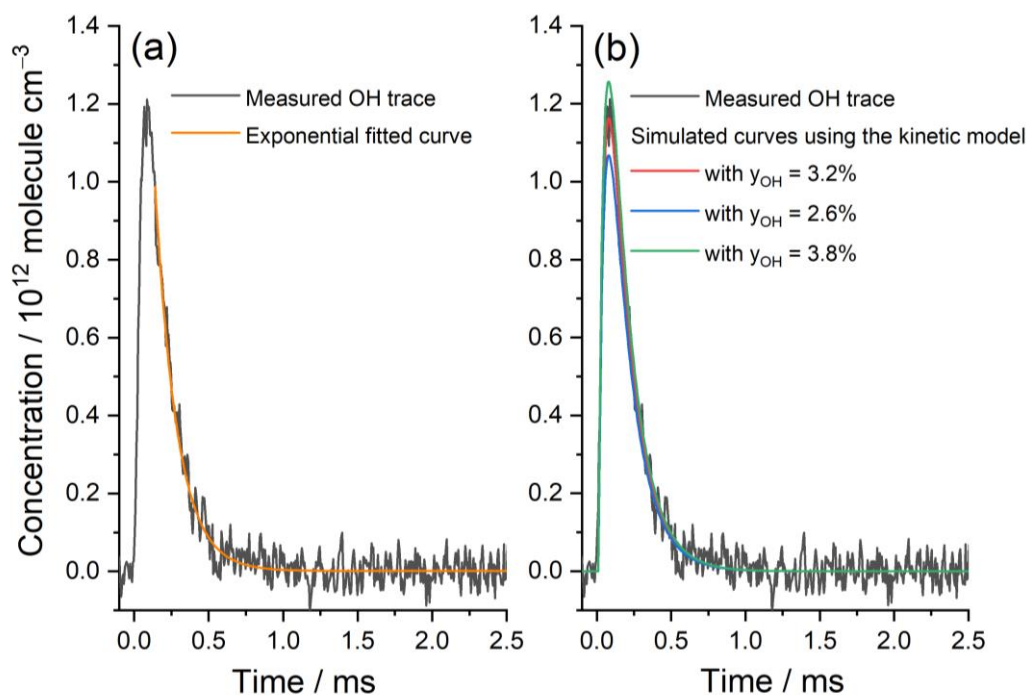 (a)
Measured OH trace
Exponential fitted curve
Concentration / 10¹² molecule cm⁻³
1.4
1.2
1.0
0.8
0.6
0.4
0.2
0.0
0.0 0.5 1.0 1.5 2.0 2.5
Time / ms
(b)
Measured OH trace
Simulated curves using the kinetic model
with y_OH = 3.2%
with y_OH = 2.6%
with y_OH = 3.8%
1.4
1.2
1.0
0.8
0.6
0.4
0.2
0.0
0.0 0.5 1.0 1.5 2.0 2.5
Time / ms